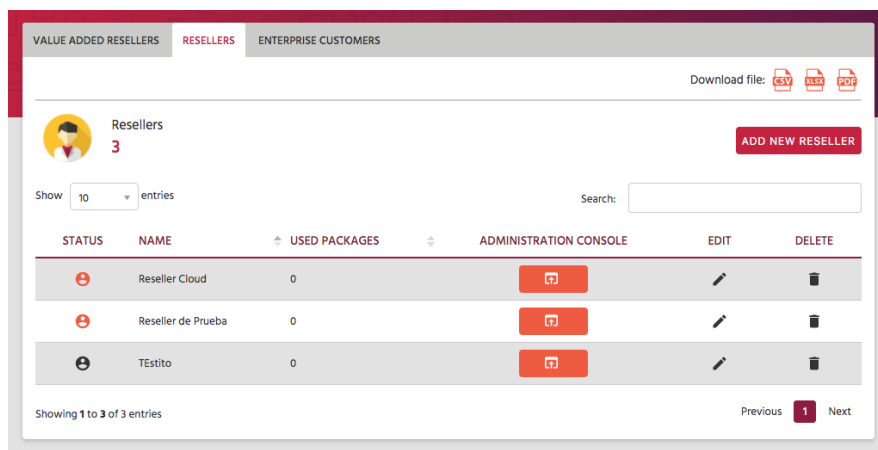 VALUE ADDED RESELLERS RESELLERS ENTERPRISE CUSTOMERS
Download file: CSV XLSX PDF
Resellers
3
ADD NEW RESELLER
Show 10 entries Search:
STATUS NAME USED PACKAGES ADMINISTRATION CONSOLE EDIT DELETE
Reseller Cloud 0
Reseller de Prueba 0
TEstito 0
Showing 1 to 3 of 3 entries Previous 1 Next